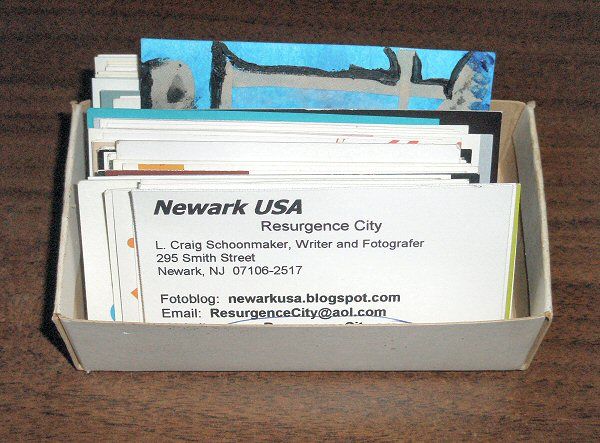 Newark USA
Resurgence City
L. Craig Schoonmaker, Writer and Fotografer
295 Smith Street
Newark, NJ 07106-2517
Fotoblog: newarkusa.blogspot.com
Email: ResurgenceCity@aol.com